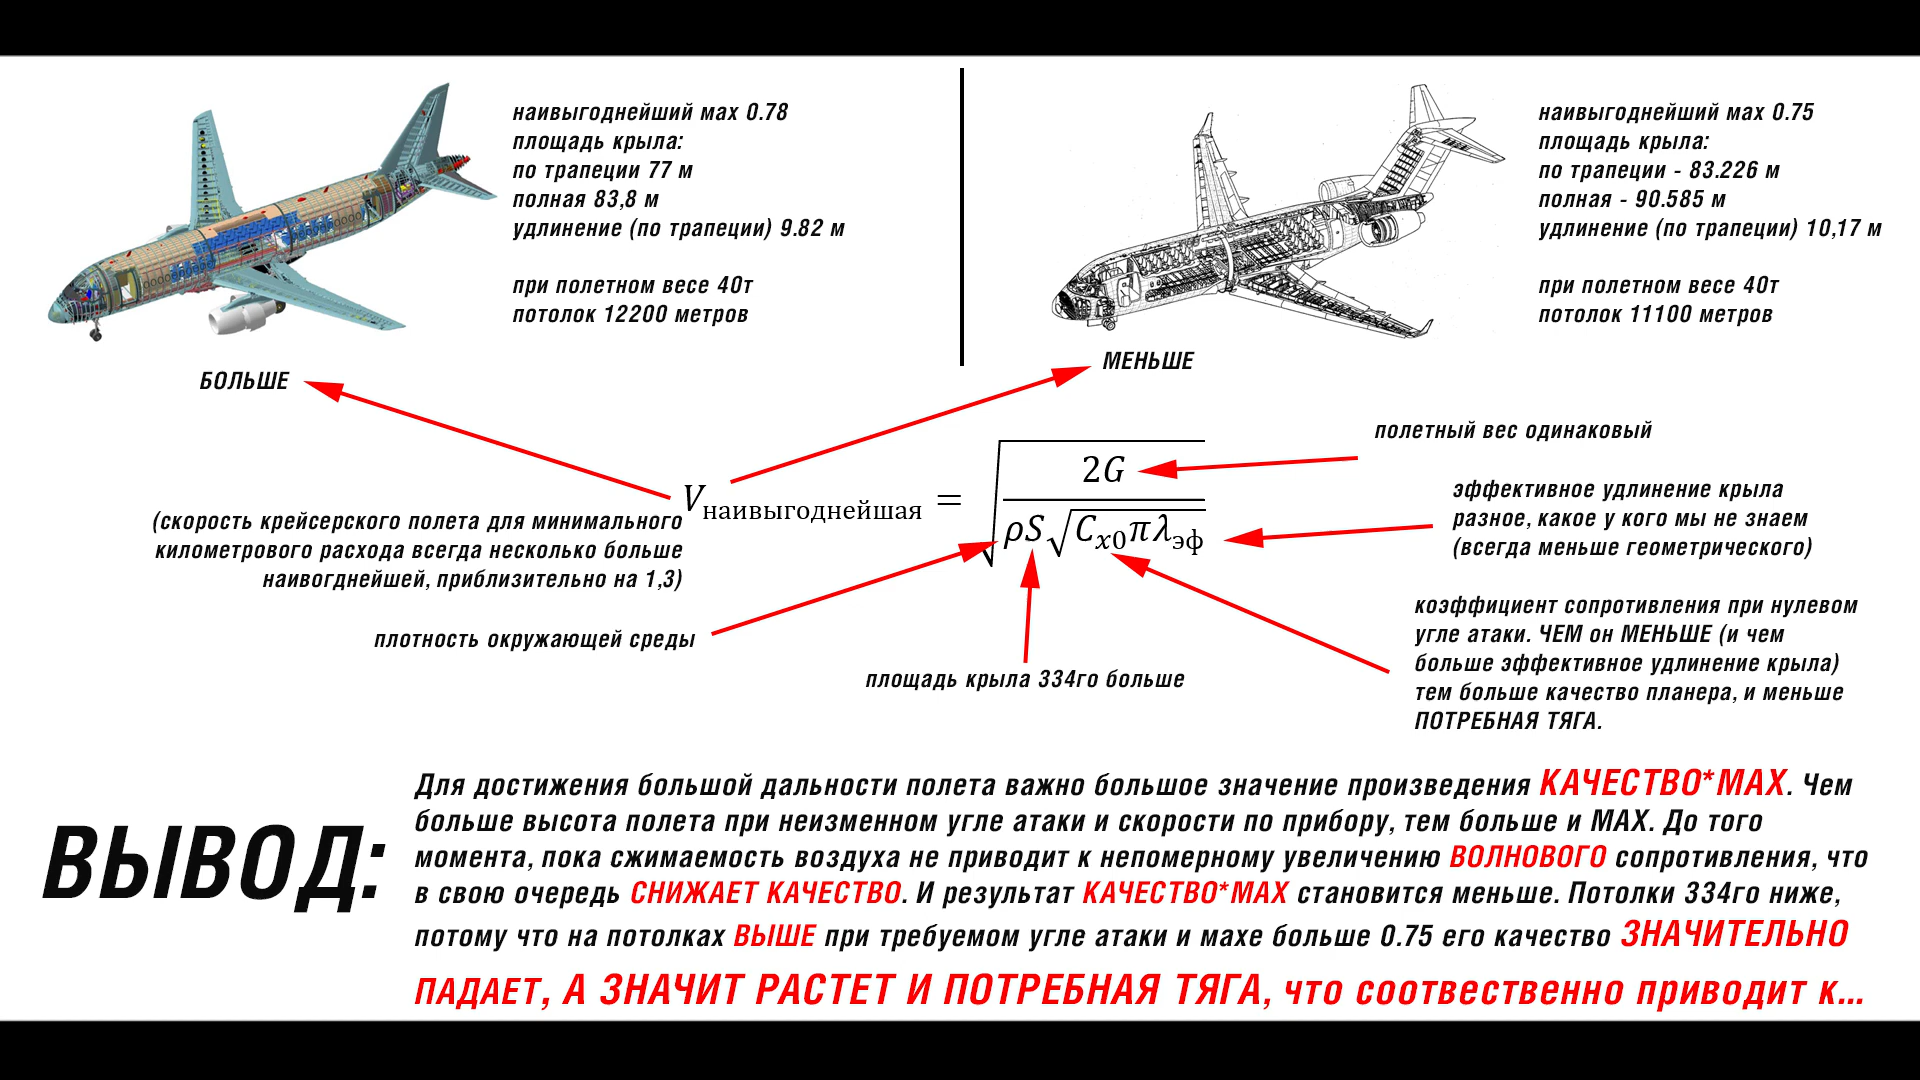 наивыгоднейший мах 0.78
площадь крыла:
по трапеции 77 м
полная 83,8 м
удлинение (по трапеции) 9.82 м
при полетном весе 40т
потолок 12200 метров
БОЛЬШЕ
наивыгоднейший мах 0.75
площадь крыла:
по трапеции - 83.226 м
полная - 90.585 м
удлинение (по трапеции) 10,17 м
при полетном весе 40т
потолок 11100 метров
МЕНЬШЕ
V наивыгоднейшая = √(2G / (ρS√(C_x0 πλ_эф)))
полетный вес одинаковый
эффективное удлинение крыла
разное, какое у кого мы не знаем
(всегда меньше геометрического)
(скорость крейсерского полета для минимального
километрового расхода всегда несколько больше
наивогднейшей, приблизительно на 1,3)
плотность окружающей среды
площадь крыла 334го больше
коэффициент сопротивления при нулевом
угле атаки. ЧЕМ он МЕНЬШЕ (и чем
больше эффективное удлинение крыла)
тем больше качество планера, и меньше
ПОТРЕБНАЯ ТЯГА.
ВЫВОД:
Для достижения большой дальности полета важно большое значение произведения КАЧЕСТВО*МАХ. Чем
больше высота полета при неизменном угле атаки и скорости по прибору, тем больше и МАХ. До того
момента, пока сжимаемость воздуха не приводит к непомерному увеличению ВОЛНОВОГО сопротивления, что
в свою очередь СНИЖАЕТ КАЧЕСТВО. И результат КАЧЕСТВО*МАХ становится меньше. Потолки 334го ниже,
потому что на потолках ВЫШЕ при требуемом угле атаки и махе больше 0.75 его качество ЗНАЧИТЕЛЬНО
ПАДАЕТ, А ЗНАЧИТ РАСТЕТ И ПОТРЕБНАЯ ТЯГА, что соотвественно приводит к...